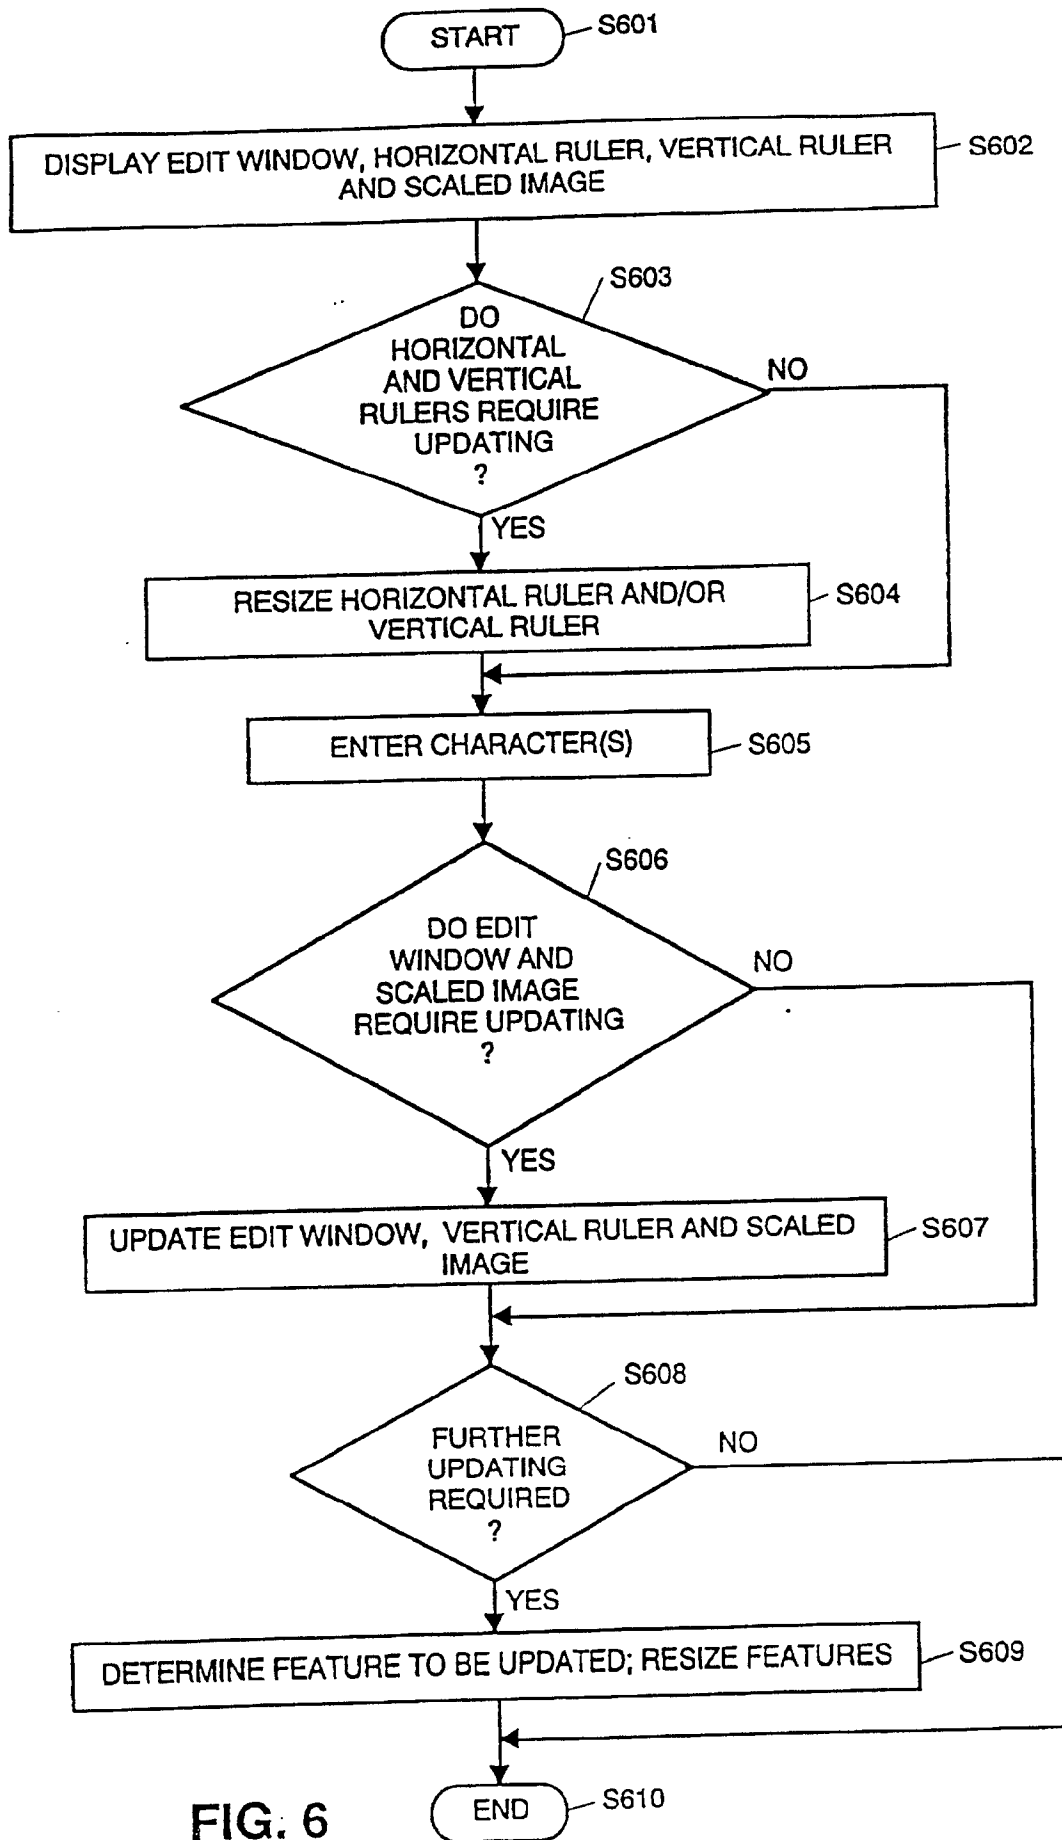 START
S601
DISPLAY EDIT WINDOW, HORIZONTAL RULER, VERTICAL RULER
AND SCALED IMAGE
S602
S603
DO
HORIZONTAL
AND VERTICAL
RULERS REQUIRE
UPDATING
?
NO
YES
RESIZE HORIZONTAL RULER AND/OR
VERTICAL RULER
S604
ENTER CHARACTER(S)
S605
S606
DO EDIT
WINDOW AND
SCALED IMAGE
REQUIRE UPDATING
?
NO
YES
UPDATE EDIT WINDOW, VERTICAL RULER AND SCALED
IMAGE
S607
S608
FURTHER
UPDATING
REQUIRED
?
NO
YES
DETERMINE FEATURE TO BE UPDATED; RESIZE FEATURES
S609
END
S610
FIG. 6